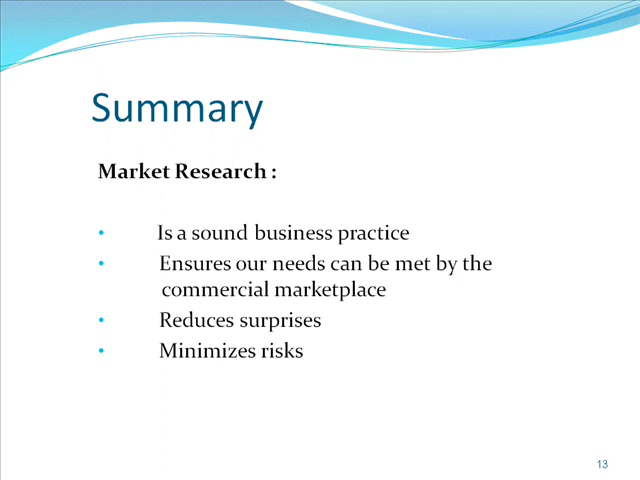 Summary
Market Research :
• Is a sound business practice
• Ensures our needs can be met by the
commercial marketplace
• Reduces surprises
• Minimizes risks
13